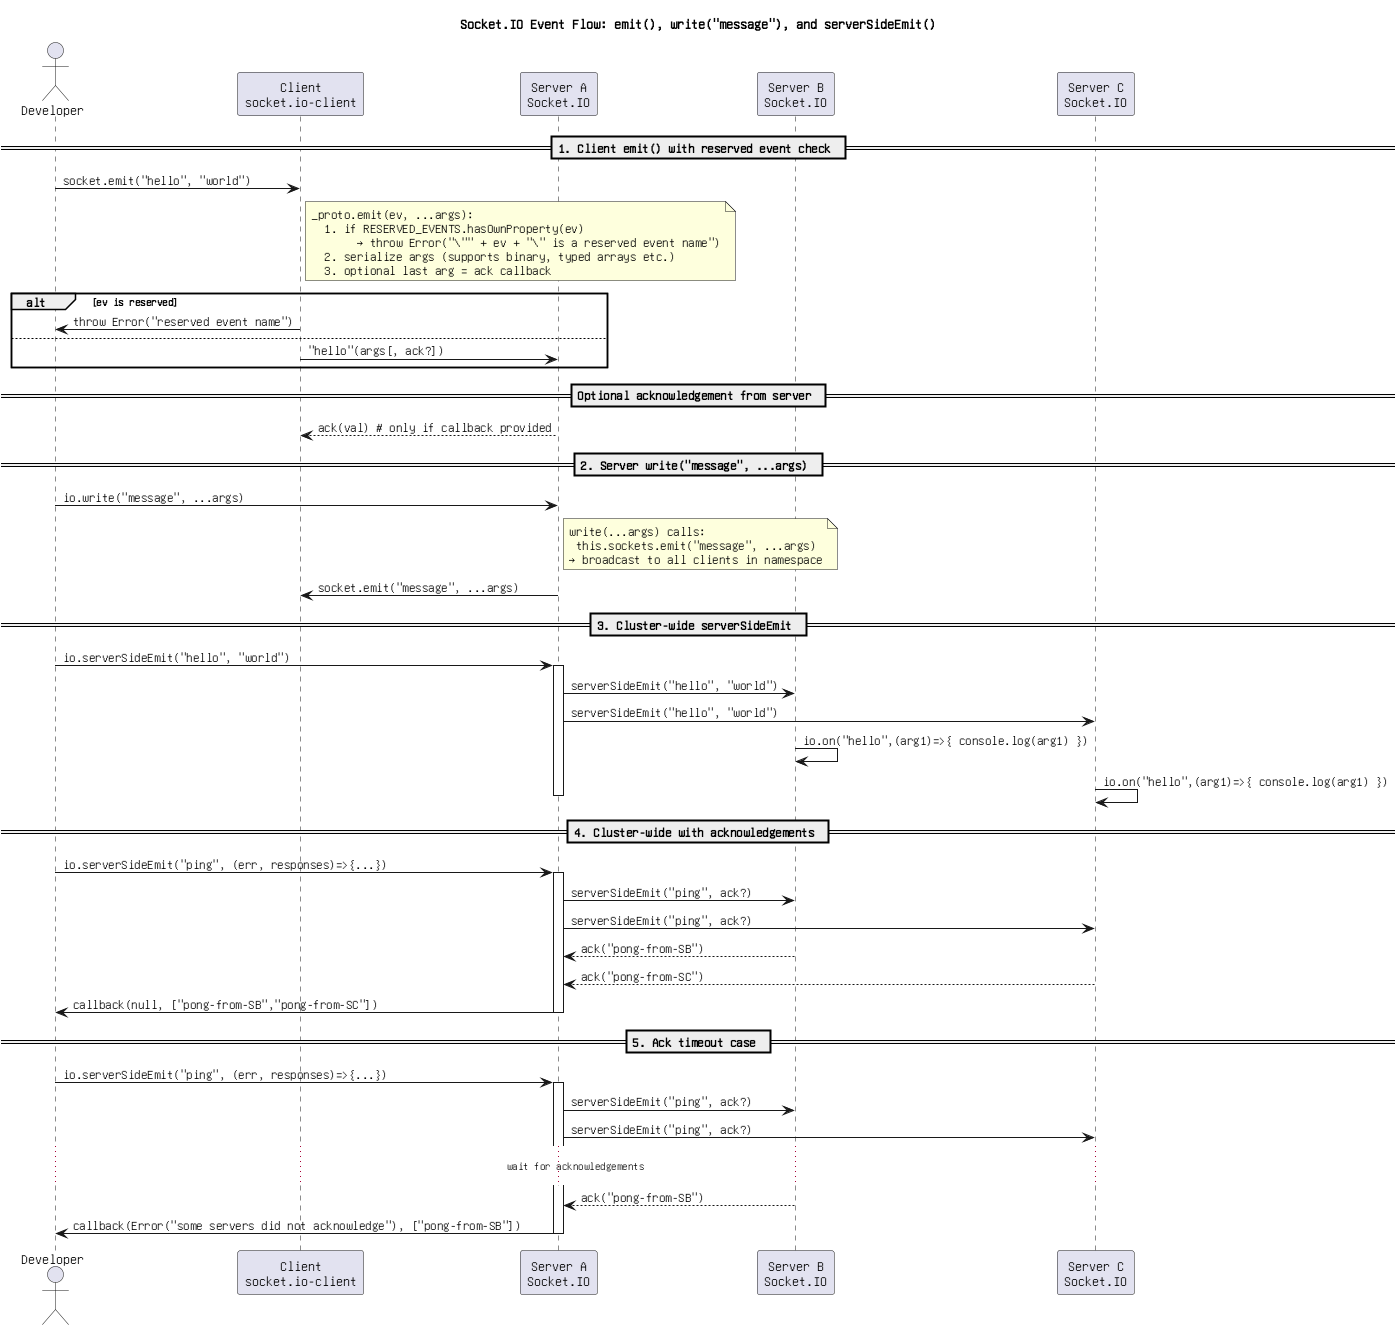 Socket.IO Event Flow: emit(), write("message"), and serverSideEmit()
Developer
Client
socket.io-client
Server A
Socket.IO
Server B
Socket.IO
Server C
Socket.IO
1. Client emit() with reserved event check
socket.emit("hello", "world")
_proto.emit(ev, ...args):
1. if RESERVED_EVENTS.hasOwnProperty(ev)
→ throw Error("\"" + ev + "\" is a reserved event name")
2. serialize args (supports binary, typed arrays etc.)
3. optional last arg = ack callback
alt [ev is reserved]
throw Error("reserved event name")
"hello"(args[, ack?])
Optional acknowledgement from server
ack(val) # only if callback provided
2. Server write("message", ...args)
io.write("message", ...args)
write(...args) calls:
this.sockets.emit("message", ...args)
→ broadcast to all clients in namespace
socket.emit("message", ...args)
3. Cluster-wide serverSideEmit
io.serverSideEmit("hello", "world")
serverSideEmit("hello", "world")
serverSideEmit("hello", "world")
io.on("hello",(arg1)=>{ console.log(arg1) })
io.on("hello",(arg1)=>{ console.log(arg1) })
4. Cluster-wide with acknowledgements
io.serverSideEmit("ping", (err, responses)=>{...})
serverSideEmit("ping", ack?)
serverSideEmit("ping", ack?)
ack("pong-from-SB")
ack("pong-from-SC")
callback(null, ["pong-from-SB","pong-from-SC"])
5. Ack timeout case
io.serverSideEmit("ping", (err, responses)=>{...})
serverSideEmit("ping", ack?)
serverSideEmit("ping", ack?)
wait for acknowledgements
ack("pong-from-SB")
callback(Error("some servers did not acknowledge"), ["pong-from-SB"])
Developer
Client
socket.io-client
Server A
Socket.IO
Server B
Socket.IO
Server C
Socket.IO